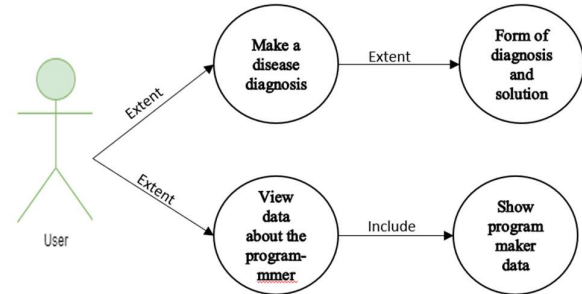 Make a
disease
diagnosis
Extent
Form of
diagnosis
and
solution
Extent
Extent
User
View
data
about the
program-
mmer
Include
Show
program
maker
data